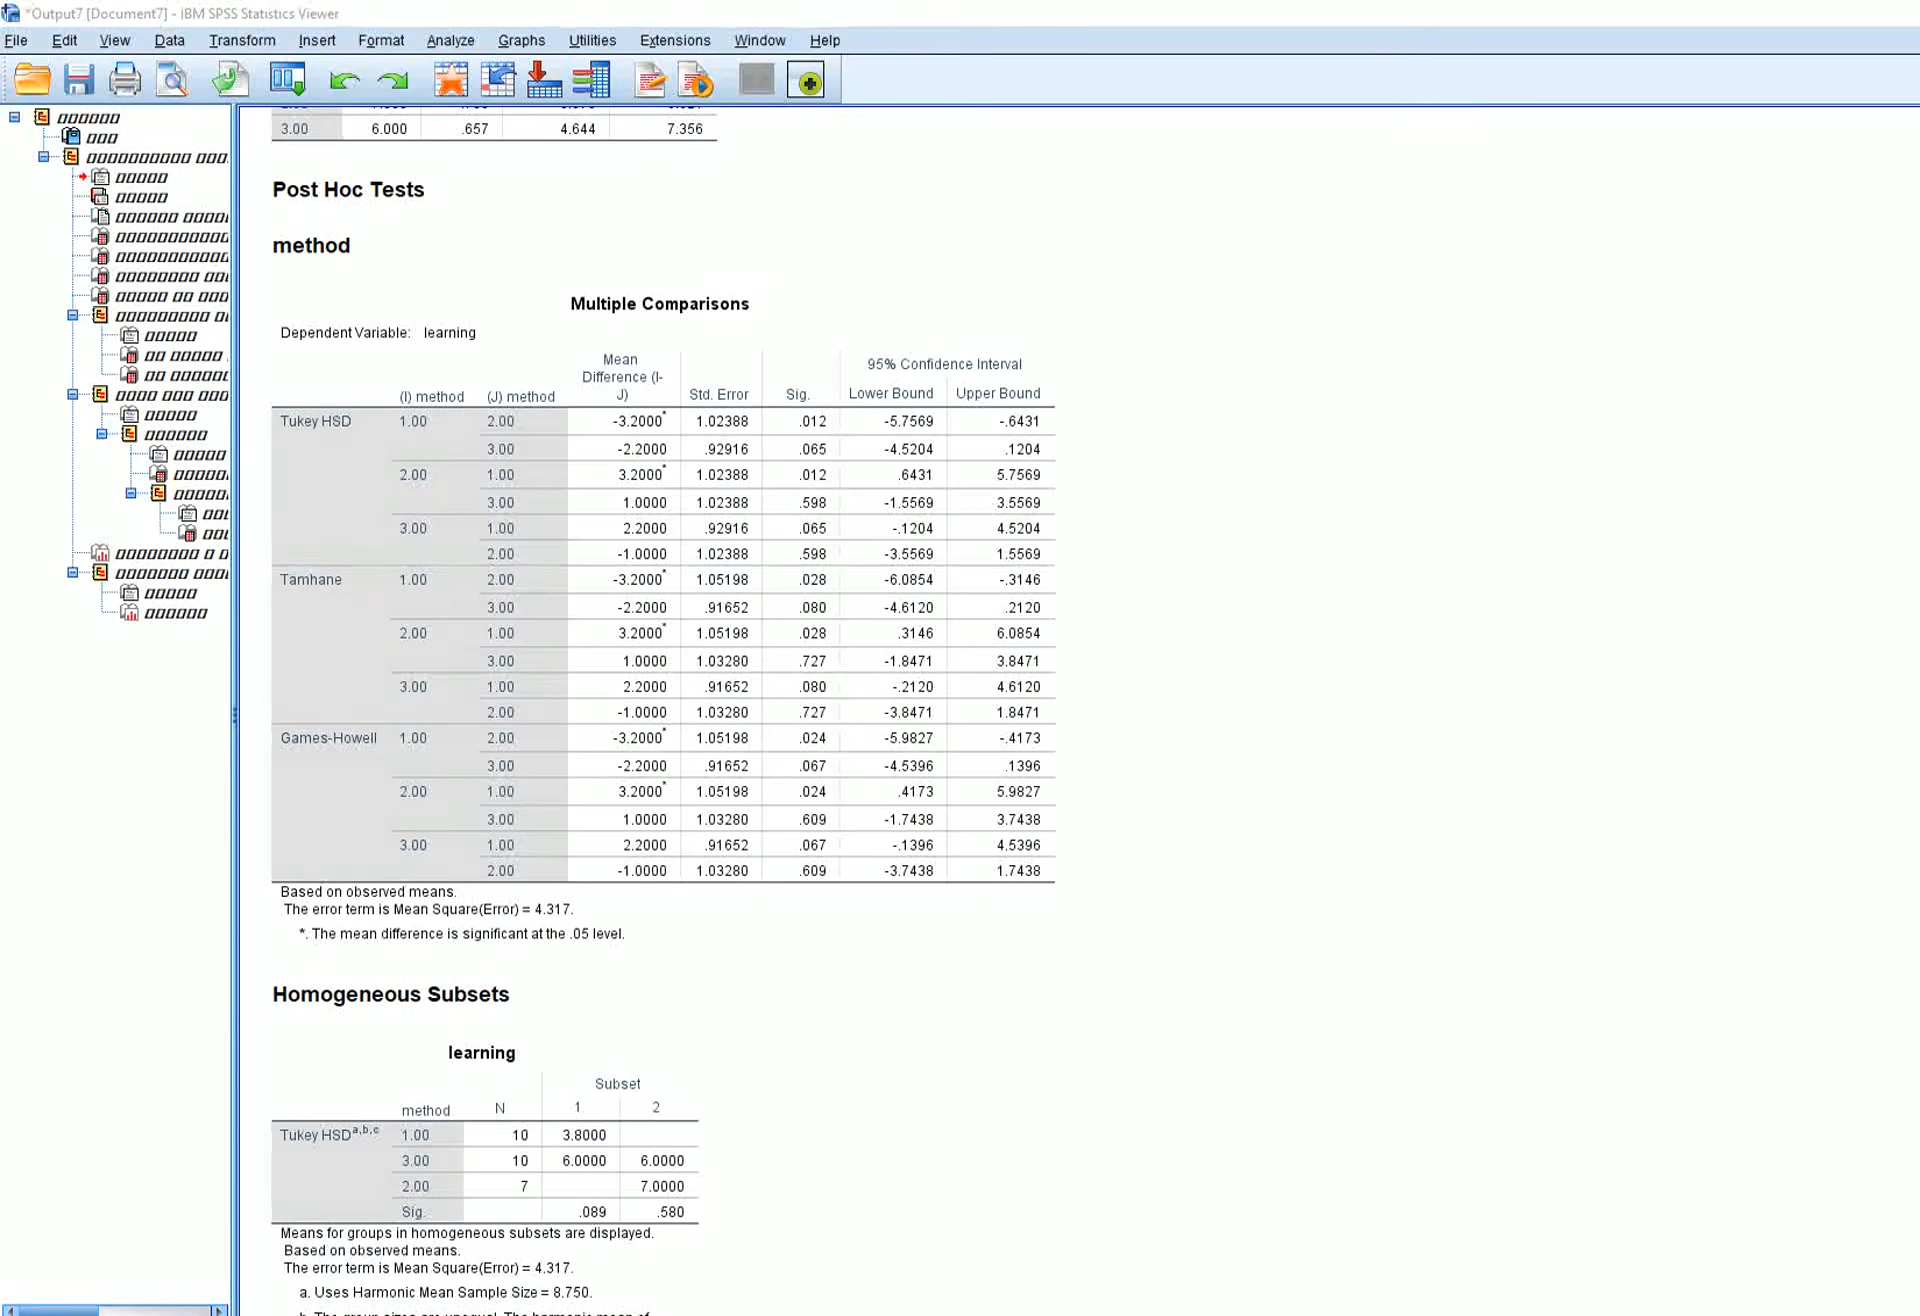 *Output7 [Document7] - IBM SPSS Statistics Viewer
File Edit View Data Transform Insert Format Analyze Graphs Utilities Extensions Window Help
3.00 6.000 .657 4.644 7.356
Post Hoc Tests
method
Multiple Comparisons
Dependent Variable: learning
(I) method (J) method Mean Difference (I-J) Std. Error Sig. 95% Confidence Interval
Lower Bound Upper Bound
Tukey HSD 1.00 2.00 -3.2000* 1.02388 .012 -5.7569 -.6431
3.00 -2.2000 .92916 .065 -4.5204 .1204
2.00 1.00 3.2000* 1.02388 .012 .6431 5.7569
3.00 1.0000 1.02388 .598 -1.5569 3.5569
3.00 1.00 2.2000 .92916 .065 -.1204 4.5204
2.00 -1.0000 1.02388 .598 -3.5569 1.5569
Tamhane 1.00 2.00 -3.2000* 1.05198 .028 -6.0854 -.3146
3.00 -2.2000 .91652 .080 -4.6120 .2120
2.00 1.00 3.2000* 1.05198 .028 .3146 6.0854
3.00 1.0000 1.03280 .727 -1.8471 3.8471
3.00 1.00 2.2000 .91652 .080 -.2120 4.6120
2.00 -1.0000 1.03280 .727 -3.8471 1.8471
Games-Howell 1.00 2.00 -3.2000* 1.05198 .024 -5.9827 -.4173
3.00 -2.2000 .91652 .067 -4.5396 .1396
2.00 1.00 3.2000* 1.05198 .024 .4173 5.9827
3.00 1.0000 1.03280 .609 -1.7438 3.7438
3.00 1.00 2.2000 .91652 .067 -.1396 4.5396
2.00 -1.0000 1.03280 .609 -3.7438 1.7438
Based on observed means.
The error term is Mean Square(Error) = 4.317.
*. The mean difference is significant at the .05 level.
Homogeneous Subsets
learning
Subset
method N 1 2
Tukey HSDa,b,c 1.00 10 3.8000
3.00 10 6.0000 6.0000
2.00 7 7.0000
Sig. .089 .580
Means for groups in homogeneous subsets are displayed.
Based on observed means.
The error term is Mean Square(Error) = 4.317.
a. Uses Harmonic Mean Sample Size = 8.750.